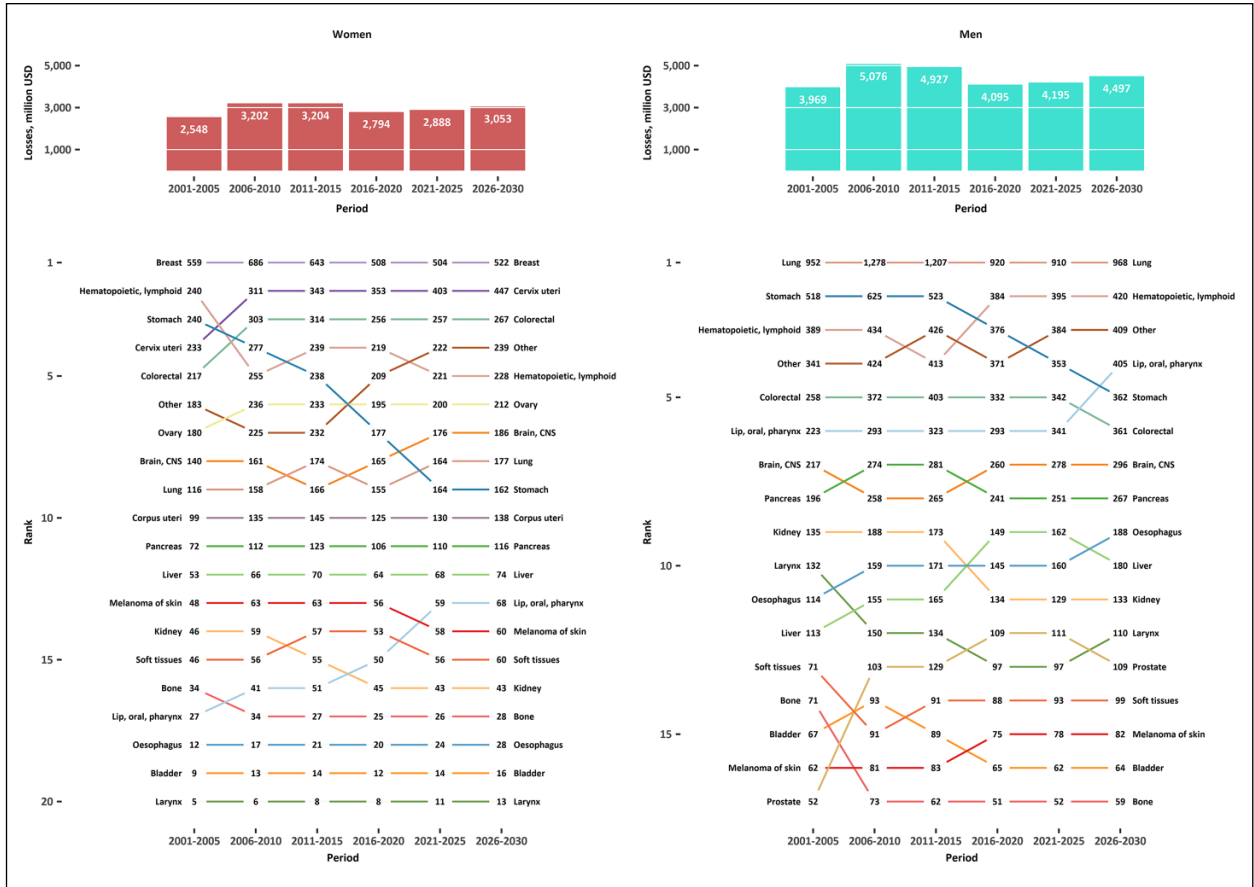 Women
Losses, million USD
5,000
3,000
1,000
2,548 3,202 3,204 2,794 2,888 3,053
2001-2005 2006-2010 2011-2015 2016-2020 2021-2025 2026-2030
Period
Rank
1
5
10
15
20
Breast 559 686 643 508 504 522 Breast
Hematopoietic, lymphoid 240 311 343 353 403 447 Cervix uteri
Stomach 240 303 314 256 257 267 Colorectal
Cervix uteri 233 277 239 219 222 239 Other
Colorectal 217 255 238 209 221 228 Hematopoietic, lymphoid
Other 183 236 233 195 200 212 Ovary
Ovary 180 225 232 177 176 186 Brain, CNS
Brain, CNS 140 161 174 165 164 177 Lung
Lung 116 158 166 155 164 162 Stomach
Corpus uteri 99 135 145 125 130 138 Corpus uteri
Pancreas 72 112 123 106 110 116 Pancreas
Liver 53 66 70 64 68 74 Liver
Melanoma of skin 48 63 63 56 59 68 Lip, oral, pharynx
Kidney 46 59 57 53 58 60 Melanoma of skin
Soft tissues 46 56 55 50 56 60 Soft tissues
Bone 34 41 51 45 43 43 Kidney
Lip, oral, pharynx 27 34 27 25 26 28 Bone
Oesophagus 12 17 21 20 24 28 Oesophagus
Bladder 9 13 14 12 14 16 Bladder
Larynx 5 6 8 8 11 13 Larynx
2001-2005 2006-2010 2011-2015 2016-2020 2021-2025 2026-2030
Period
Men
Losses, million USD
5,000
3,000
1,000
3,969 5,076 4,927 4,095 4,195 4,497
2001-2005 2006-2010 2011-2015 2016-2020 2021-2025 2026-2030
Period
Rank
1
5
10
15
Lung 952 1,278 1,207 920 910 968 Lung
Stomach 518 625 523 384 395 420 Hematopoietic, lymphoid
Hematopoietic, lymphoid 389 434 426 376 384 409 Other
Other 341 424 413 371 353 405 Lip, oral, pharynx
Colorectal 258 372 403 332 342 362 Stomach
Lip, oral, pharynx 223 293 323 293 341 361 Colorectal
Brain, CNS 217 274 281 260 278 296 Brain, CNS
Pancreas 196 258 265 241 251 267 Pancreas
Kidney 135 188 173 149 162 188 Oesophagus
Larynx 132 159 171 145 160 180 Liver
Oesophagus 114 155 165 134 129 133 Kidney
Liver 113 150 134 109 111 110 Larynx
Soft tissues 71 103 129 97 97 109 Prostate
Bone 71 93 91 88 93 99 Soft tissues
Bladder 67 91 89 75 78 82 Melanoma of skin
Melanoma of skin 62 81 83 65 62 64 Bladder
Prostate 52 73 62 51 52 59 Bone
2001-2005 2006-2010 2011-2015 2016-2020 2021-2025 2026-2030
Period